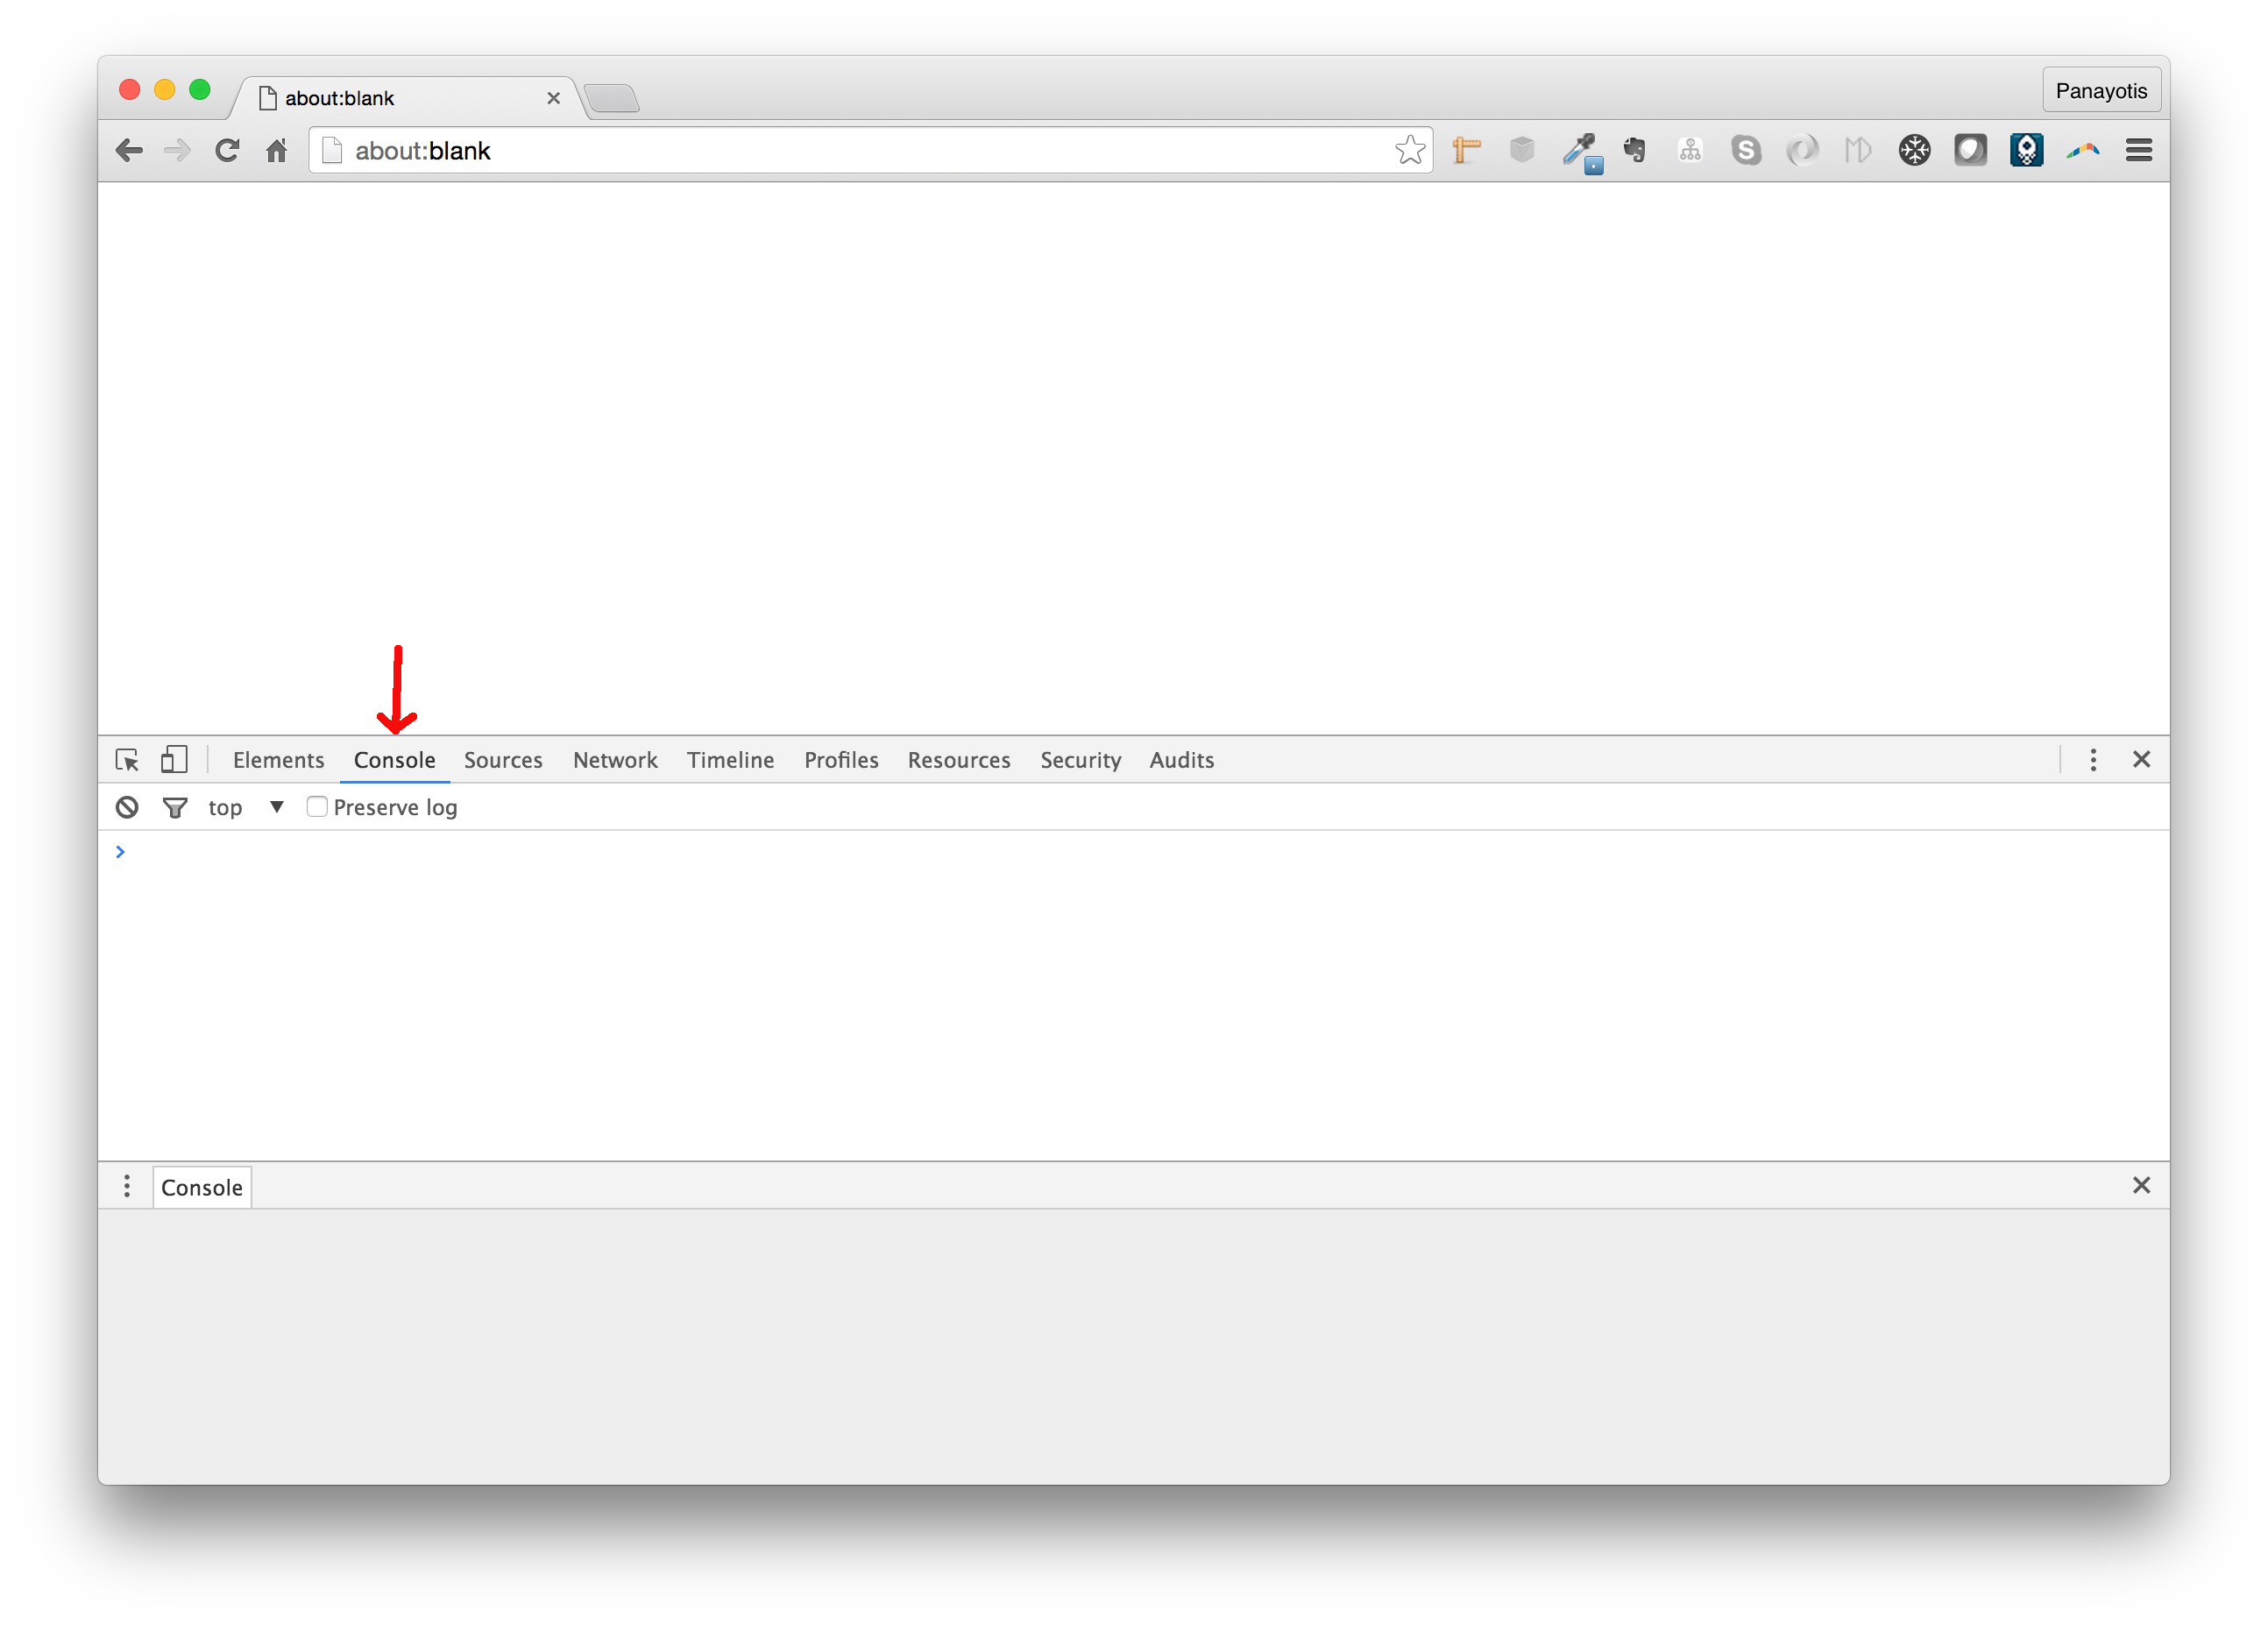 about:blank
Panayotis
about:blank
Elements Console Sources Network Timeline Profiles Resources Security Audits
top Preserve log
Console